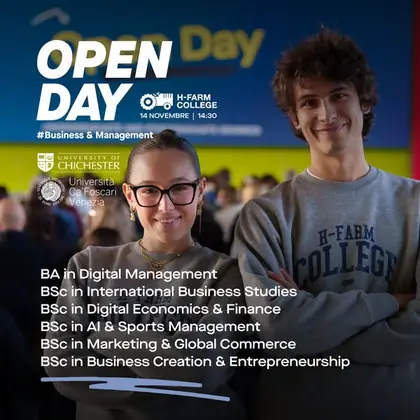 Open Day
OPEN
DAY
H-FARM
COLLEGE
14 NOVEMBRE | 14:30
#Business & Management
UNIVERSITY OF
CHICHESTER
Università
Ca'Foscari
Venezia
H-FARM
COLLEGE
BA in Digital Management
BSc in International Business Studies
BSc in Digital Economics & Finance
BSc in AI & Sports Management
BSc in Marketing & Global Commerce
BSc in Business Creation & Entrepreneurship